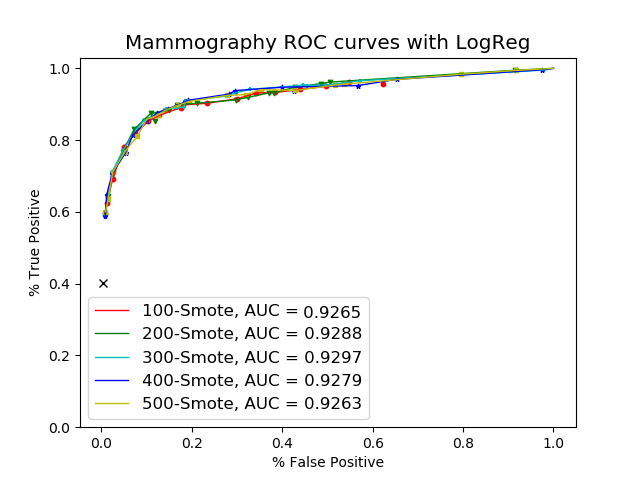 Mammography ROC curves with LogReg
1.0
0.8
0.6
0.4
0.2
0.0
% True Positive
100-Smote, AUC = 0.9265
200-Smote, AUC = 0.9288
300-Smote, AUC = 0.9297
400-Smote, AUC = 0.9279
500-Smote, AUC = 0.9263
0.0 0.2 0.4 0.6 0.8 1.0
% False Positive